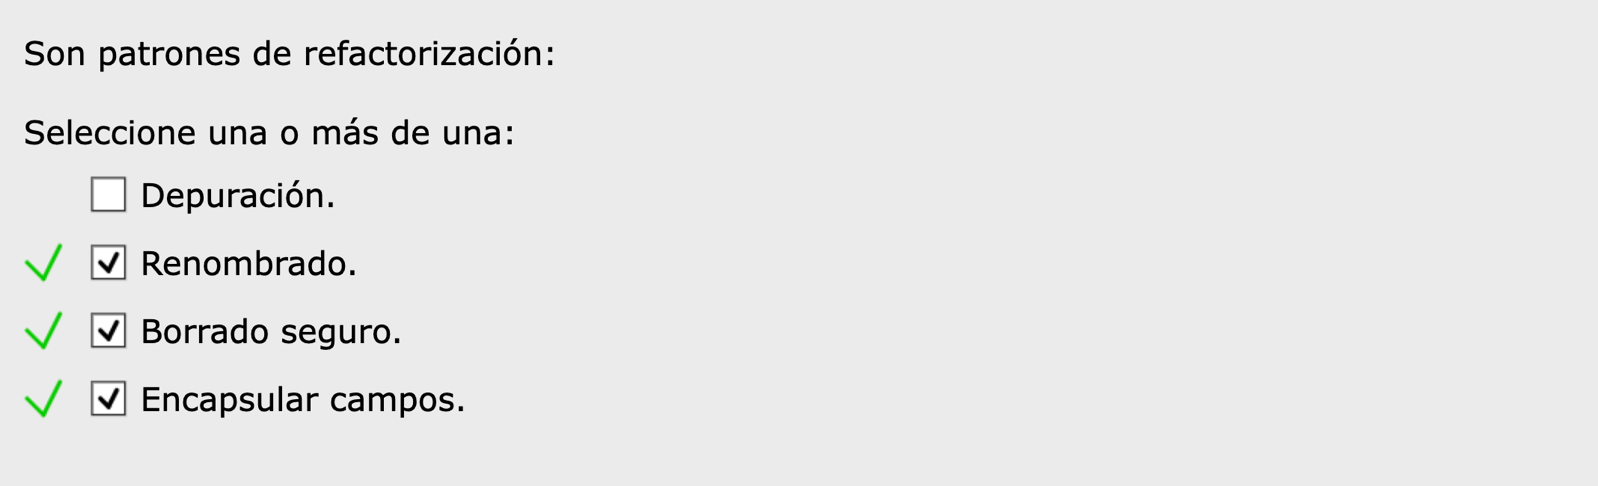 Son patrones de refactorización:
Seleccione una o más de una:
Depuración.
Renombrado.
Borrado seguro.
Encapsular campos.